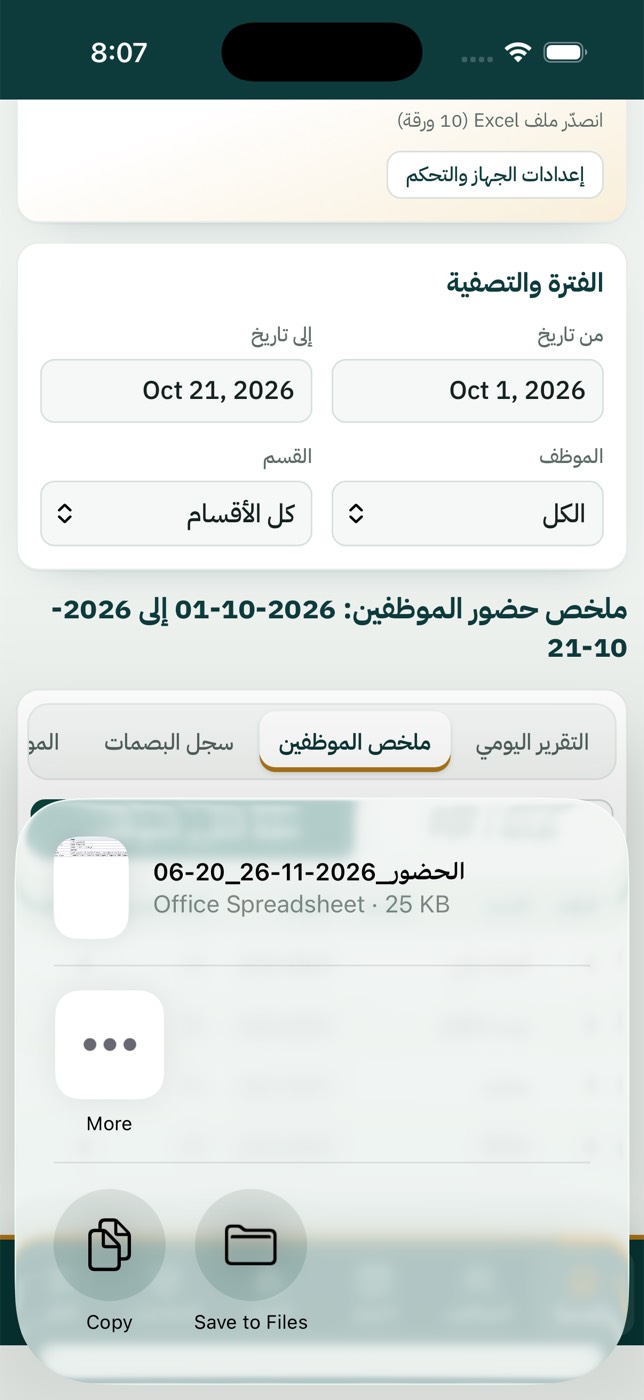 8:07
انصدّر ملف Excel (10 ورقة)
إعدادات الجهاز والتحكم
الفترة والتصفية
من تاريخ
إلى تاريخ
Oct 1, 2026
Oct 21, 2026
الموظف
القسم
الكل
كل الأقسام
ملخص حضور الموظفين: 2026-10-01 إلى 2026-
10-21
التقرير اليومي
ملخص الموظفين
سجل البصمات
المو
الحضور_2026-11-26_20-06
Office Spreadsheet · 25 KB
More
Copy
Save to Files